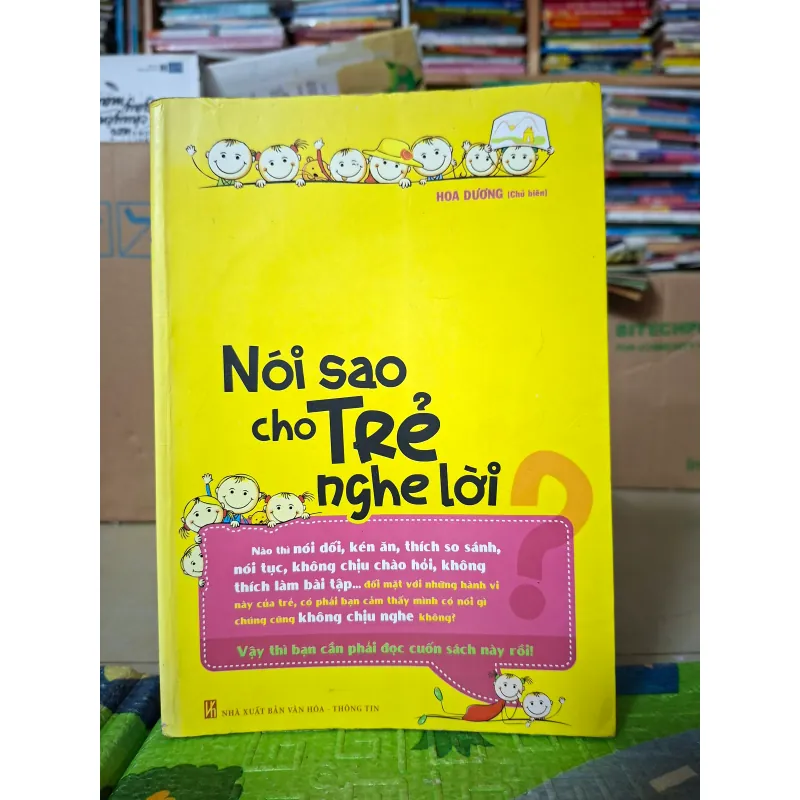 HOA DƯƠNG (Chủ biên)
Nói sao
cho TRẺ
nghe lời
?
Nào thì nói dối, kén ăn, thích so sánh,
nói tục, không chịu chào hỏi, không
thích làm bài tập... đối mặt với những hành vi
này của trẻ, có phải bạn cảm thấy mình có nói gì
chúng cũng không chịu nghe không?
Vậy thì bạn cần phải đọc cuốn sách này rồi!
NHÀ XUẤT BẢN VĂN HÓA - THÔNG TIN